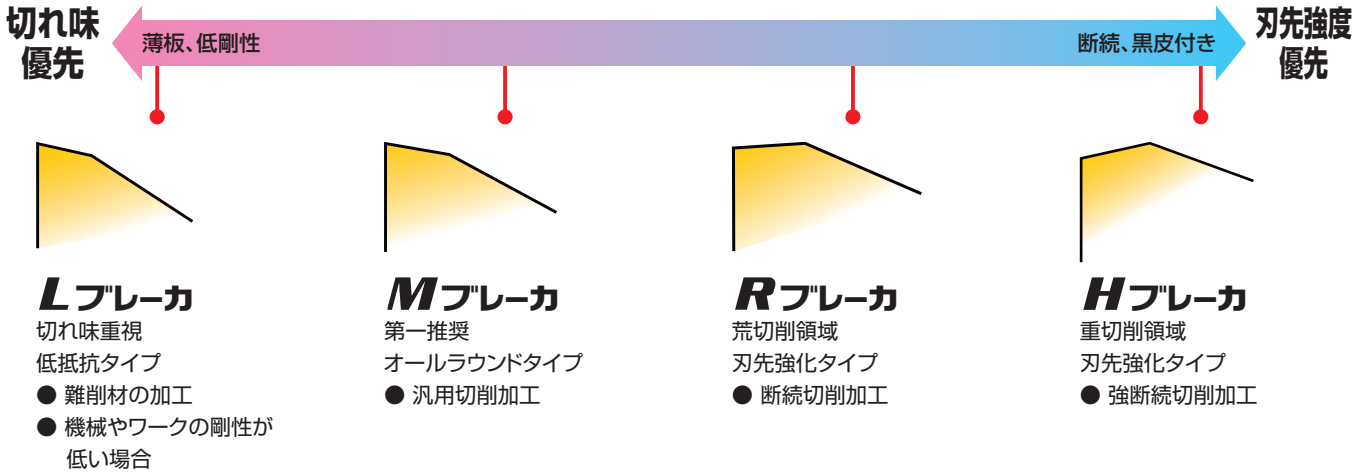 切れ味
優先
薄板、低剛性
断続、黒皮付き
刃先強度
優先
Lブレーカ
切れ味重視
低抵抗タイプ
● 難削材の加工
● 機械やワークの剛性が
低い場合
Mブレーカ
第一推奨
オールラウンドタイプ
● 汎用切削加工
Rブレーカ
荒切削領域
刃先強化タイプ
● 断続切削加工
Hブレーカ
重切削領域
刃先強化タイプ
● 強断続切削加工